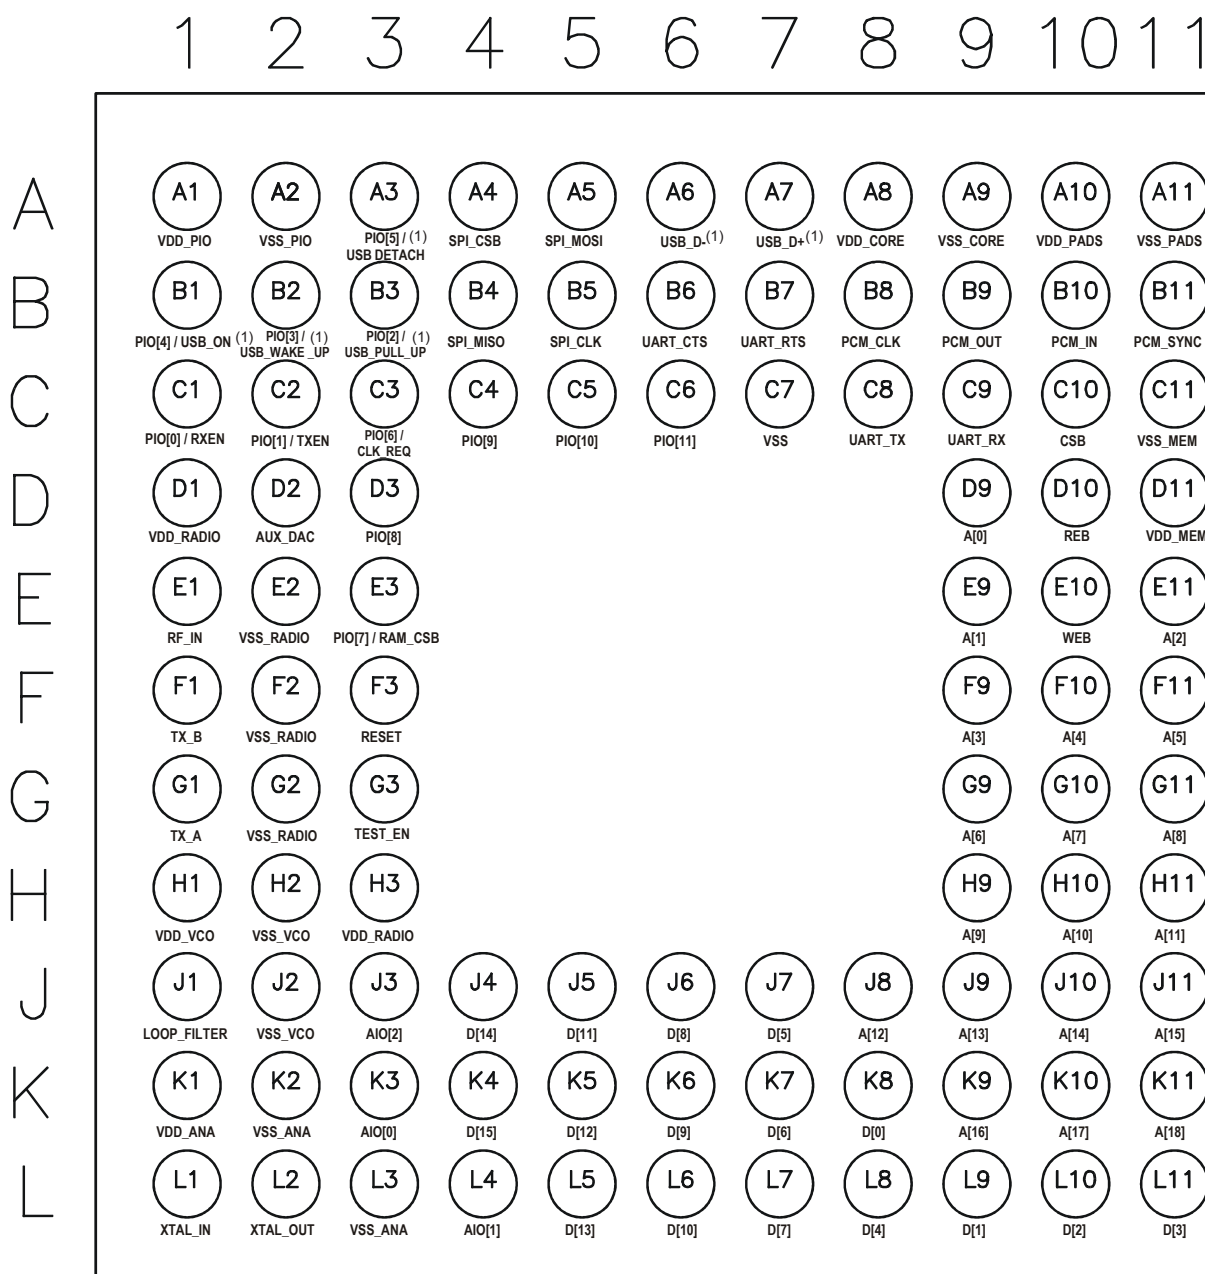 1 2 3 4 5 6 7 8 9 10 11
A A1 A2 A3 A4 A5 A6 A7 A8 A9 A10 A11
VDD_PIO VSS_PIO PIO[5] / (1) SPI_CSB SPI_MOSI USB_D-(1) USB_D+(1) VDD_CORE VSS_CORE VDD_PADS VSS_PADS
USB DETACH
B B1 B2 B3 B4 B5 B6 B7 B8 B9 B10 B11
PIO[4] / USB_ON (1) PIO[3] / (1) PIO[2] / (1) SPI_MISO SPI_CLK UART_CTS UART_RTS PCM_CLK PCM_OUT PCM_IN PCM_SYNC
USB_WAKE_UP USB_PULL_UP
C C1 C2 C3 C4 C5 C6 C7 C8 C9 C10 C11
PIO[0] / RXEN PIO[1] / TXEN PIO[6] / PIO[9] PIO[10] PIO[11] VSS UART_TX UART_RX CSB VSS_MEM
CLK_REQ
D D1 D2 D3 D9 D10 D11
VDD_RADIO AUX_DAC PIO[8] A[0] REB VDD_MEM
E E1 E2 E3 E9 E10 E11
RF_IN VSS_RADIO PIO[7] / RAM_CSB A[1] WEB A[2]
F F1 F2 F3 F9 F10 F11
TX_B VSS_RADIO RESET A[3] A[4] A[5]
G G1 G2 G3 G9 G10 G11
TX_A VSS_RADIO TEST_EN A[6] A[7] A[8]
H H1 H2 H3 H9 H10 H11
VDD_VCO VSS_VCO VDD_RADIO A[9] A[10] A[11]
J J1 J2 J3 J4 J5 J6 J7 J8 J9 J10 J11
LOOP_FILTER VSS_VCO AIO[2] D[14] D[11] D[8] D[5] A[12] A[13] A[14] A[15]
K K1 K2 K3 K4 K5 K6 K7 K8 K9 K10 K11
VDD_ANA VSS_ANA AIO[0] D[15] D[12] D[9] D[6] D[0] A[16] A[17] A[18]
L L1 L2 L3 L4 L5 L6 L7 L8 L9 L10 L11
XTAL_IN XTAL_OUT VSS_ANA AIO[1] D[13] D[10] D[7] D[4] D[1] D[2] D[3]